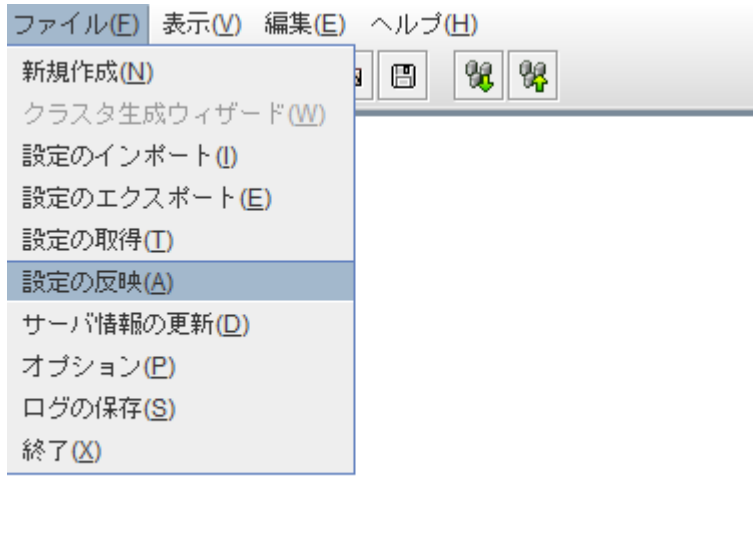 ファイル(F) 表示(V) 編集(E) ヘルプ(H)
新規作成(N)
クラスタ生成ウィザード(W)
設定のインポート(I)
設定のエクスポート(E)
設定の取得(T)
設定の反映(A)
サーバ情報の更新(D)
オプション(P)
ログの保存(S)
終了(X)